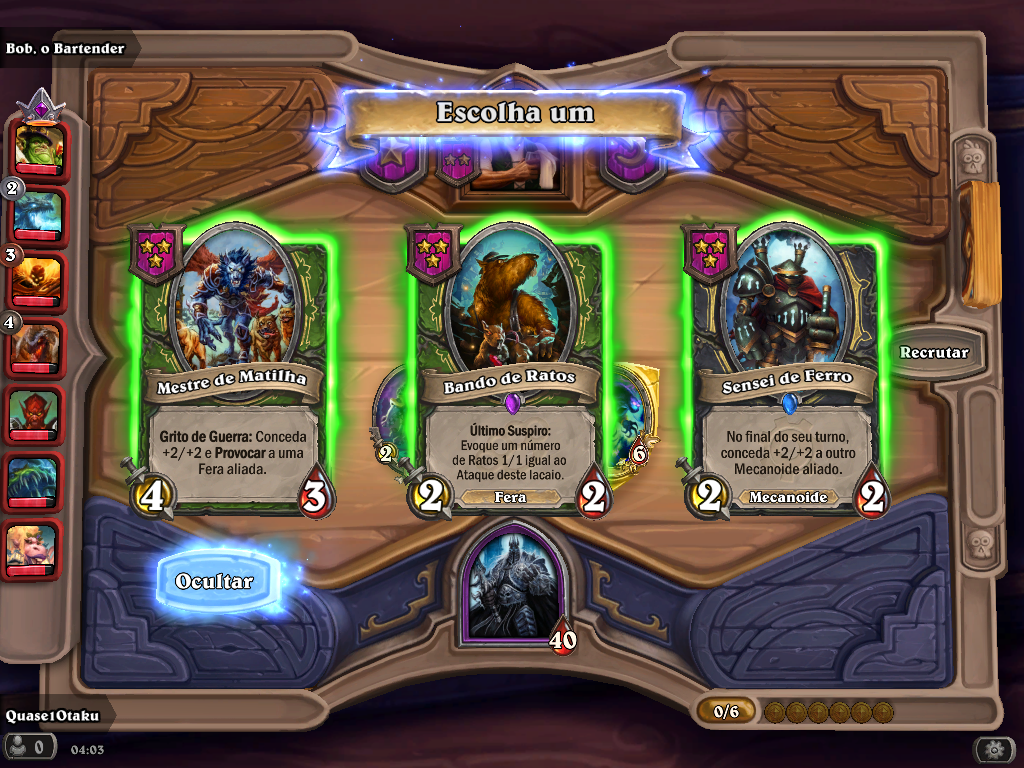 Bob, o Bartender
Escolha um
2
3
4
Mestre de Matilha
Grito de Guerra: Conceda
+2/+2 e Provocar a uma
Fera aliada.
4
3
2
Bando de Ratos
Último Suspiro:
Evoque um número
de Ratos 1/1 igual ao
Ataque deste lacaio.
Fera
2
2
6
Sensei de Ferro
No final do seu turno,
conceda +2/+2 a outro
Mecanoide aliado.
Mecanoide
2
2
Recrutar
Ocultar
40
Quase1Otaku
0/6
0
04:03